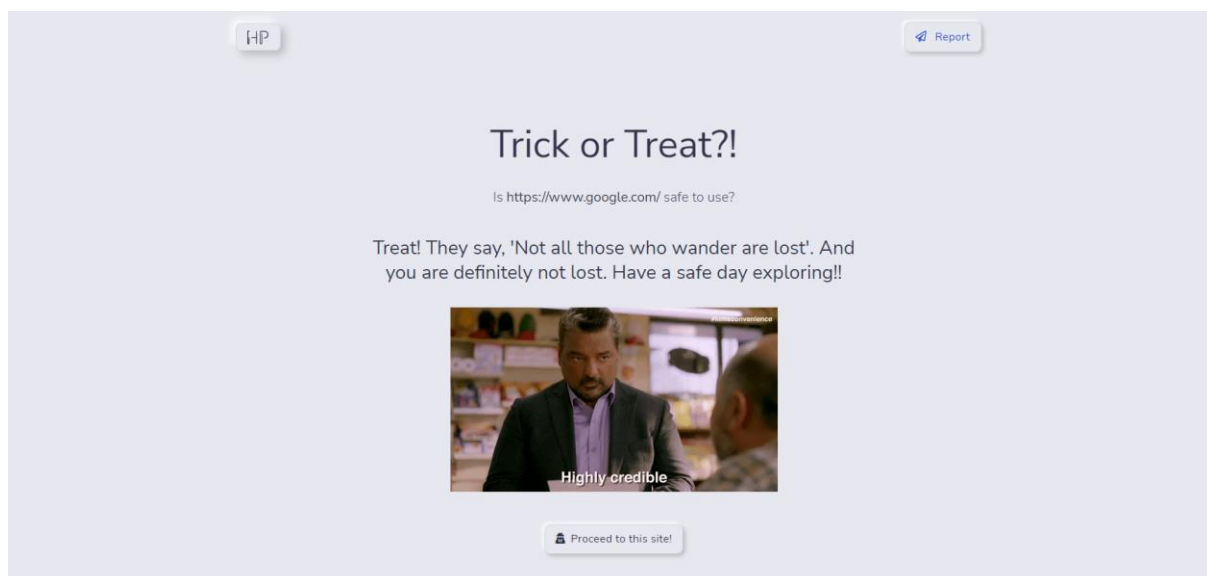 HP
Report
Trick or Treat?!
Is https://www.google.com/ safe to use?
Treat! They say, 'Not all those who wander are lost'. And
you are definitely not lost. Have a safe day exploring!!
#kimsconvenience
Highly credible
Proceed to this site!